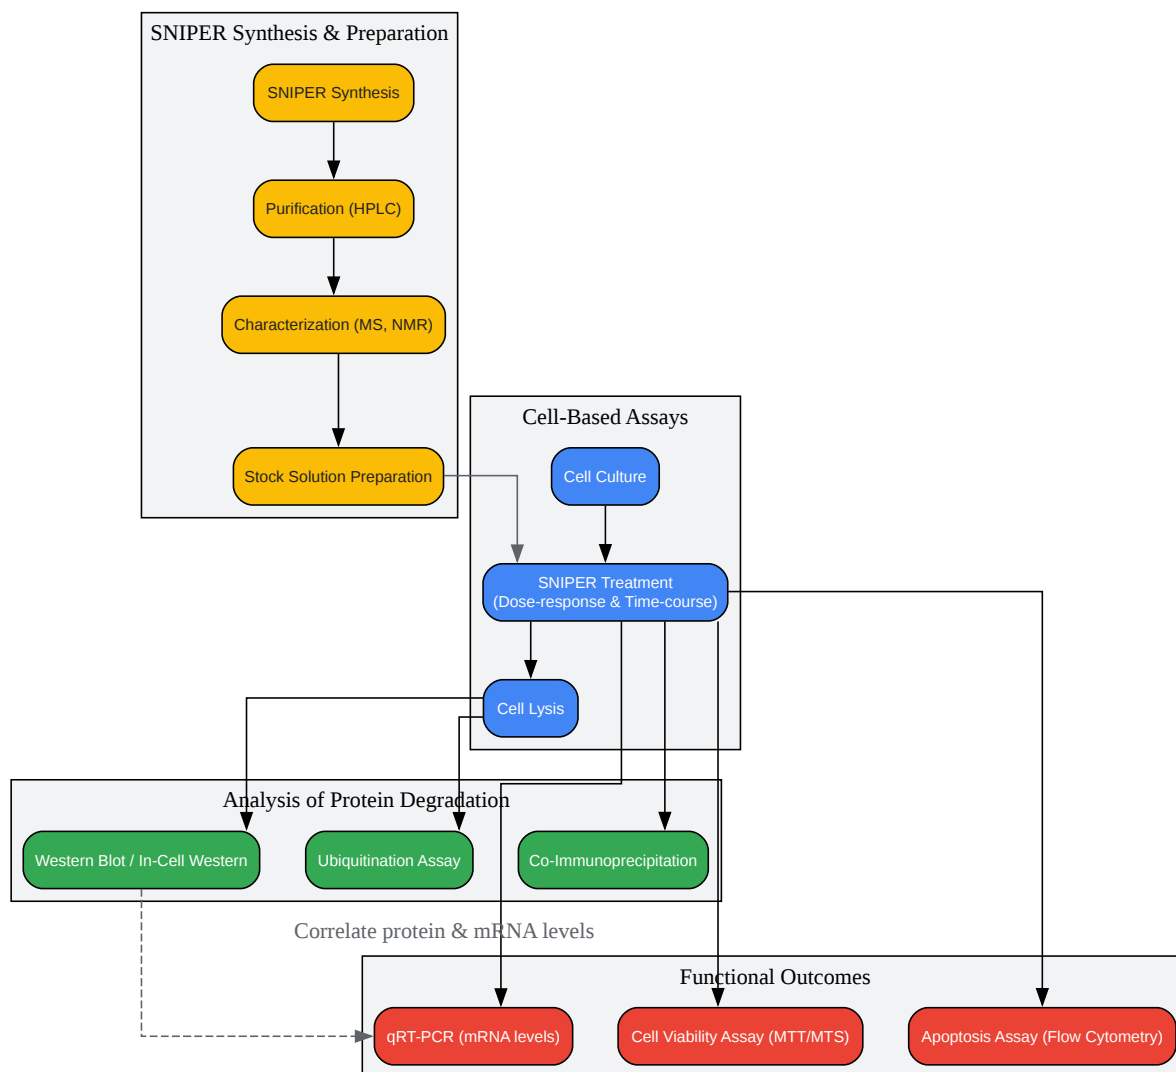 SNIPER Synthesis & Preparation
SNIPER Synthesis
Purification (HPLC)
Characterization (MS, NMR)
Stock Solution Preparation
Cell-Based Assays
Cell Culture
SNIPER Treatment
(Dose-response & Time-course)
Cell Lysis
Analysis of Protein Degradation
Western Blot / In-Cell Western
Ubiquitination Assay
Co-Immunoprecipitation
Correlate protein & mRNA levels
Functional Outcomes
qRT-PCR (mRNA levels)
Cell Viability Assay (MTT/MTS)
Apoptosis Assay (Flow Cytometry)